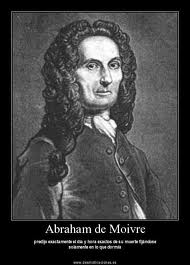 Abraham de Moivre
predijo exactamente el dia y hora exactos de su muerte fijándose
solamente en lo que dormía
www.desmotivaciones.es